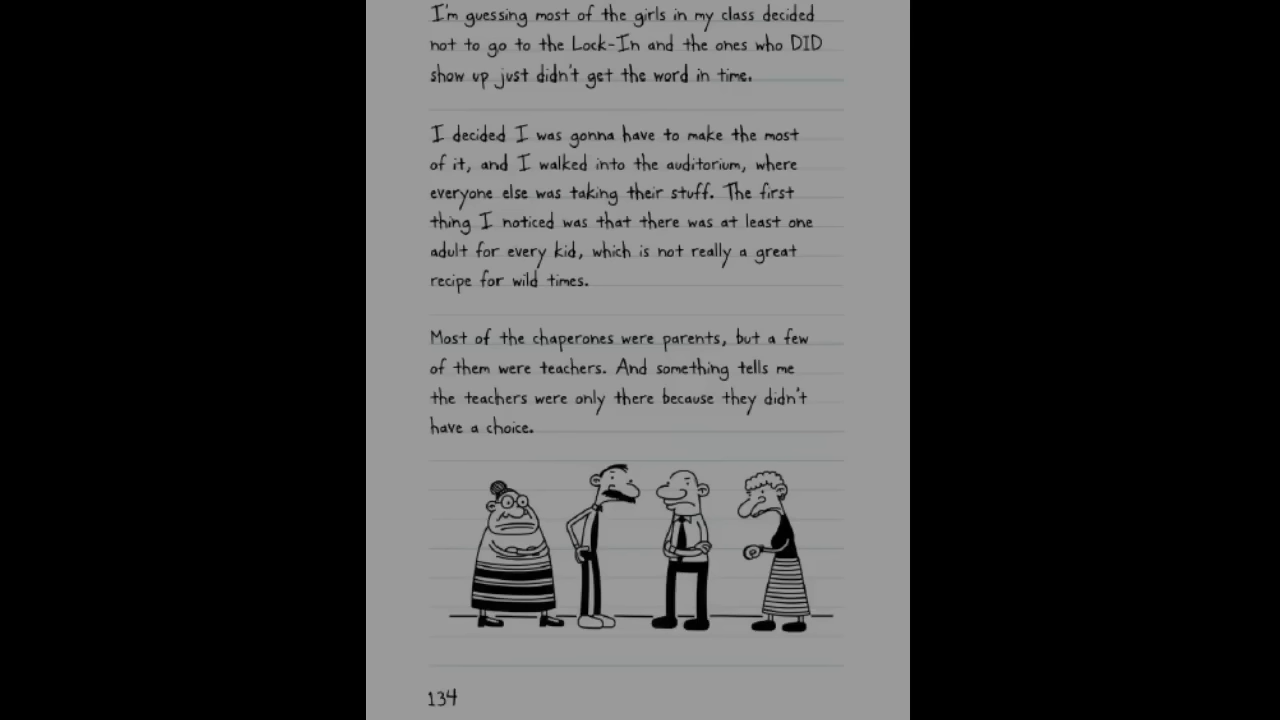 I'm guessing most of the girls in my class decided
not to go to the Lock-In and the ones who DID
show up just didn't get the word in time.
I decided I was gonna have to make the most
of it, and I walked into the auditorium, where
everyone else was taking their stuff. The first
thing I noticed was that there was at least one
adult for every kid, which is not really a great
recipe for wild times.
Most of the chaperones were parents, but a few
of them were teachers. And something tells me
the teachers were only there because they didn't
have a choice.
134